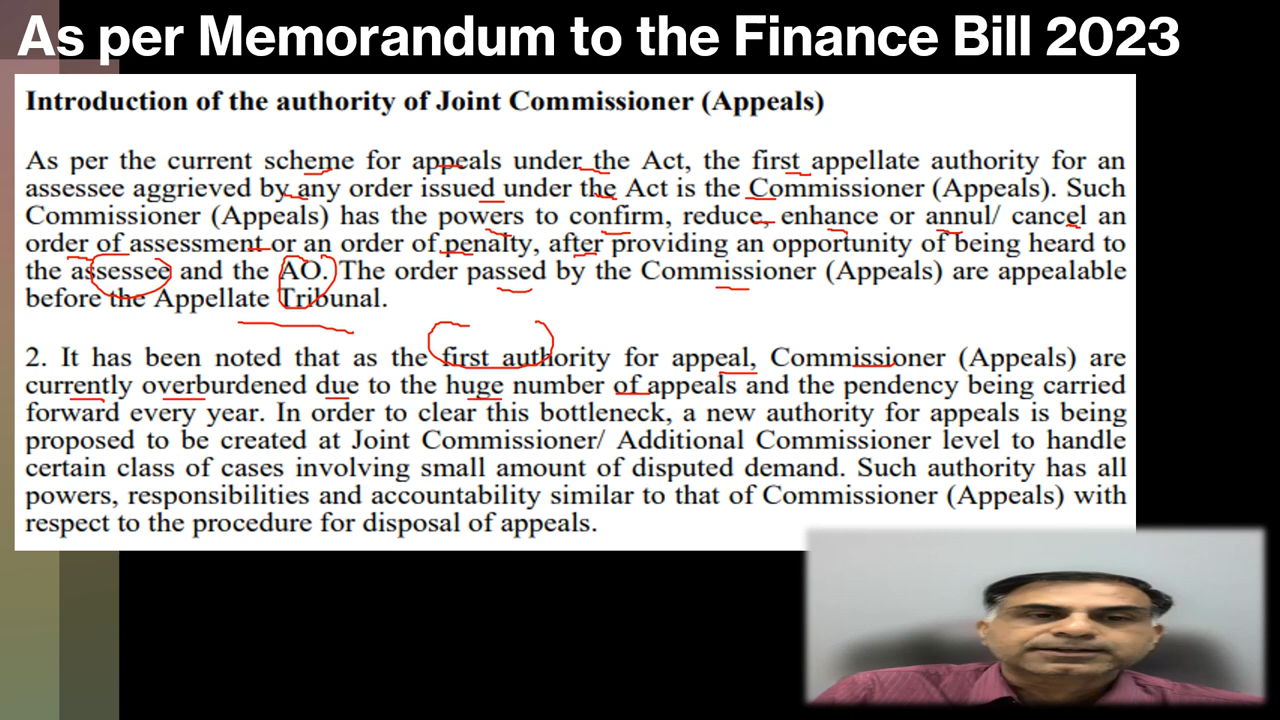 As per Memorandum to the Finance Bill 2023
Introduction of the authority of Joint Commissioner (Appeals)
As per the current scheme for appeals under the Act, the first appellate authority for an
assessee aggrieved by any order issued under the Act is the Commissioner (Appeals). Such
Commissioner (Appeals) has the powers to confirm, reduce, enhance or annul/ cancel an
order of assessment or an order of penalty, after providing an opportunity of being heard to
the assessee and the AO. The order passed by the Commissioner (Appeals) are appealable
before the Appellate Tribunal.
2. It has been noted that as the first authority for appeal, Commissioner (Appeals) are
currently overburdened due to the huge number of appeals and the pendency being carried
forward every year. In order to clear this bottleneck, a new authority for appeals is being
proposed to be created at Joint Commissioner/ Additional Commissioner level to handle
certain class of cases involving small amount of disputed demand. Such authority has all
powers, responsibilities and accountability similar to that of Commissioner (Appeals) with
respect to the procedure for disposal of appeals.